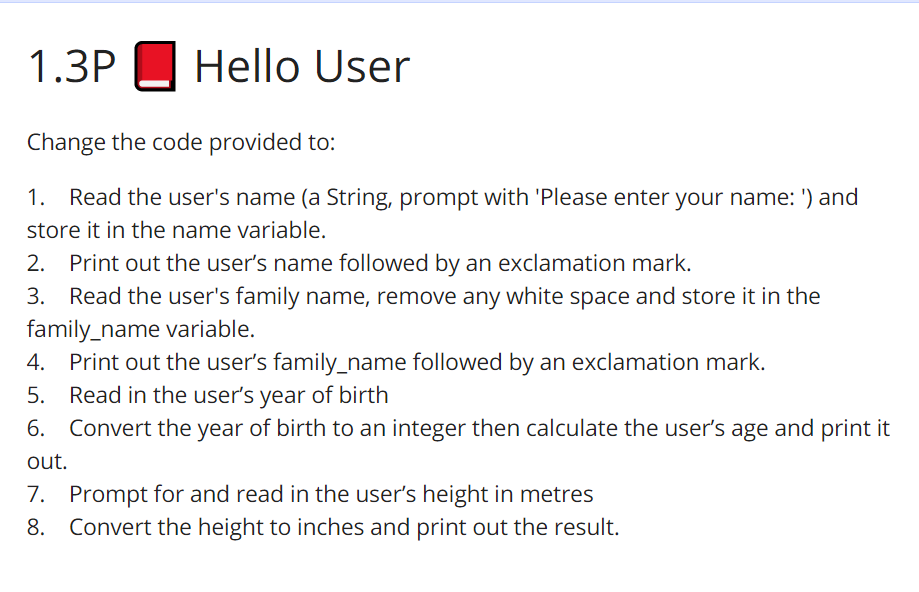 1.3P 📕 Hello User
Change the code provided to:
1. Read the user's name (a String, prompt with 'Please enter your name: ') and
store it in the name variable.
2. Print out the user’s name followed by an exclamation mark.
3. Read the user's family name, remove any white space and store it in the
family_name variable.
4. Print out the user’s family_name followed by an exclamation mark.
5. Read in the user’s year of birth
6. Convert the year of birth to an integer then calculate the user’s age and print it
out.
7. Prompt for and read in the user’s height in metres
8. Convert the height to inches and print out the result.